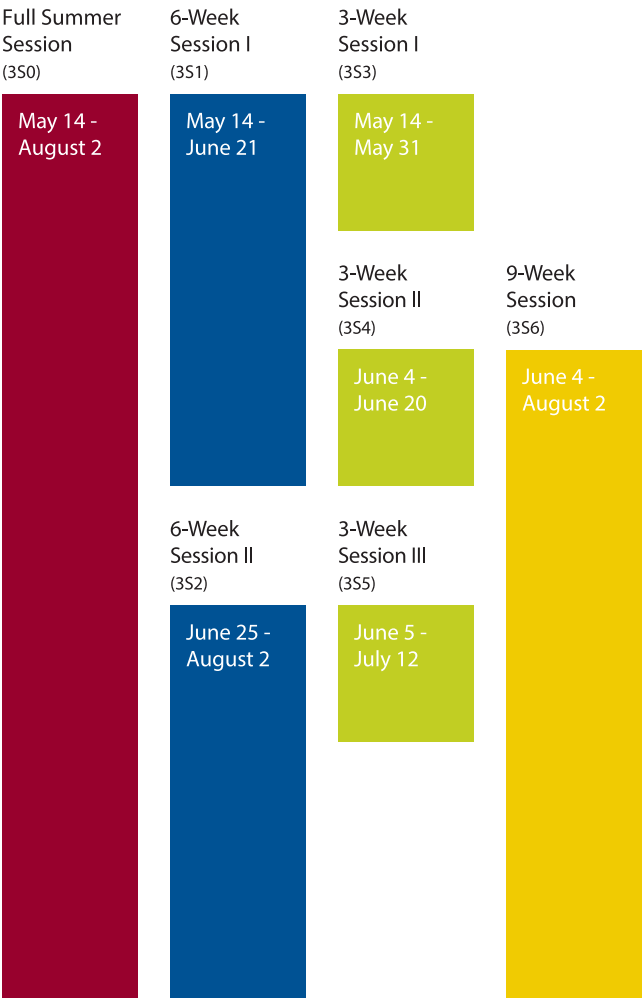 Full Summer
Session
(3S0)
May 14 -
August 2
6-Week
Session I
(3S1)
May 14 -
June 21
3-Week
Session I
(3S3)
May 14 -
May 31
3-Week
Session II
(3S4)
June 4 -
June 20
9-Week
Session
(3S6)
June 4 -
August 2
6-Week
Session II
(3S2)
June 25 -
August 2
3-Week
Session III
(3S5)
June 5 -
July 12